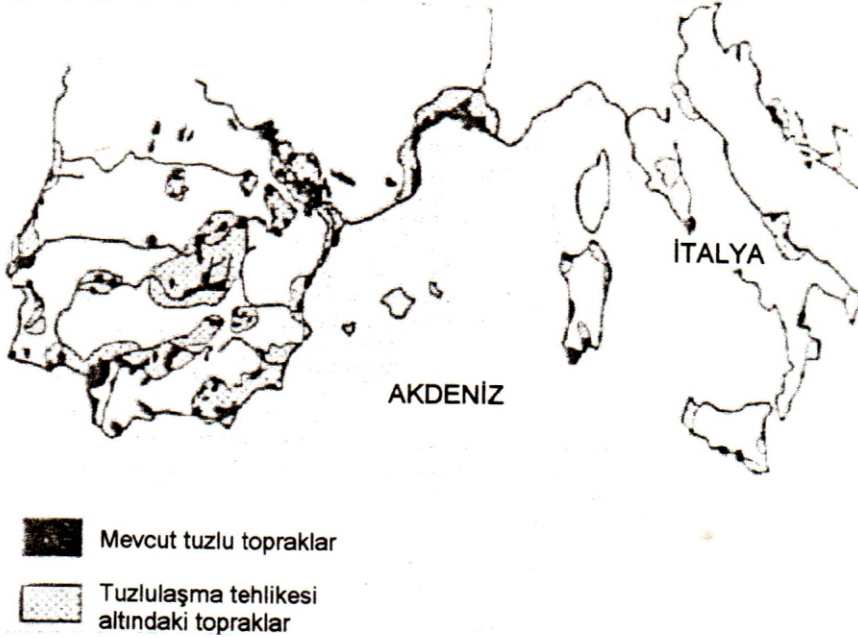 İTALYA
AKDENİZ
Mevcut tuzlu topraklar
Tuzlulaşma tehlikesi
altındaki topraklar